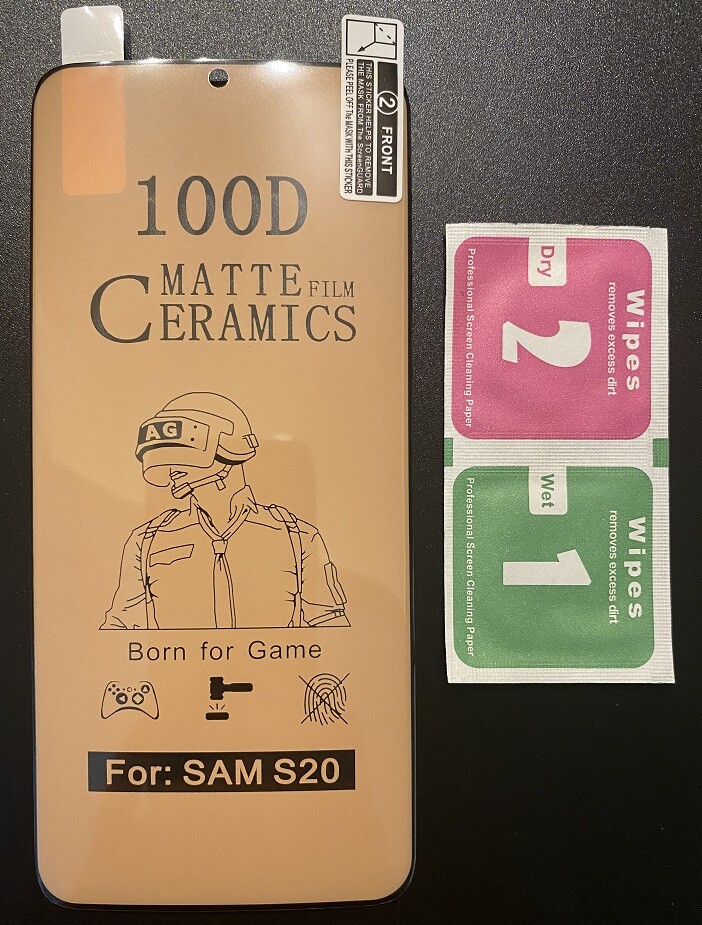 100D
MATTE FILM
CERAMICS
AG
Born for Game
For: SAM S20
2 FRONT
THIS STICKER HELPS TO REMOVE
THE MASK FROM The ScreenGUARD
PLEASE PEEL OFF The MASK WITH THIS STICKER
Wipes
removes excess dirt
Dry
2
Professional Screen Cleaning Paper
Wipes
removes excess dirt
Wet
1
Professional Screen Cleaning Paper